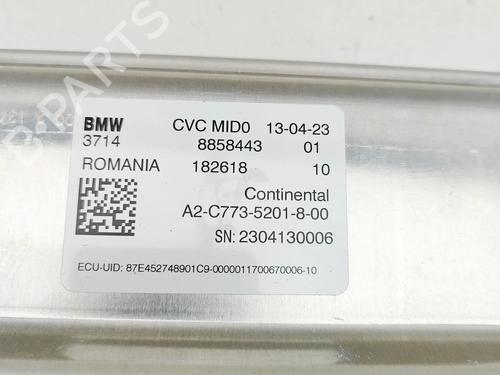 BMW CVC MID0 13-04-23
3714 8858443 01
ROMANIA 182618 10
Continental
A2-C773-5201-8-00
SN: 2304130006
ECU-UID: 87E452748901C9-0000011700670006-10